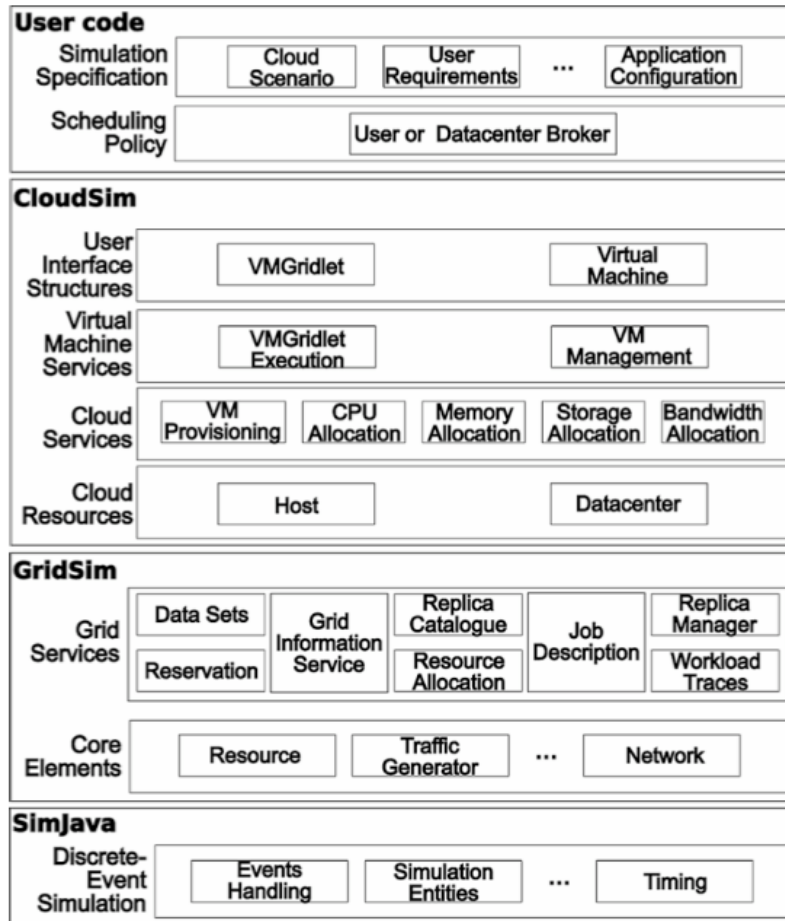 User code
Simulation
Specification
Cloud
Scenario
User
Requirements
...
Application
Configuration
Scheduling
Policy
User or Datacenter Broker
CloudSim
User
Interface
Structures
VMGridlet
Virtual
Machine
Virtual
Machine
Services
VMGridlet
Execution
VM
Management
Cloud
Services
VM
Provisioning
CPU
Allocation
Memory
Allocation
Storage
Allocation
Bandwidth
Allocation
Cloud
Resources
Host
Datacenter
GridSim
Grid
Services
Data Sets
Reservation
Grid
Information
Service
Replica
Catalogue
Resource
Allocation
Job
Description
Replica
Manager
Workload
Traces
Core
Elements
Resource
Traffic
Generator
...
Network
SimJava
Discrete-
Event
Simulation
Events
Handling
Simulation
Entities
...
Timing